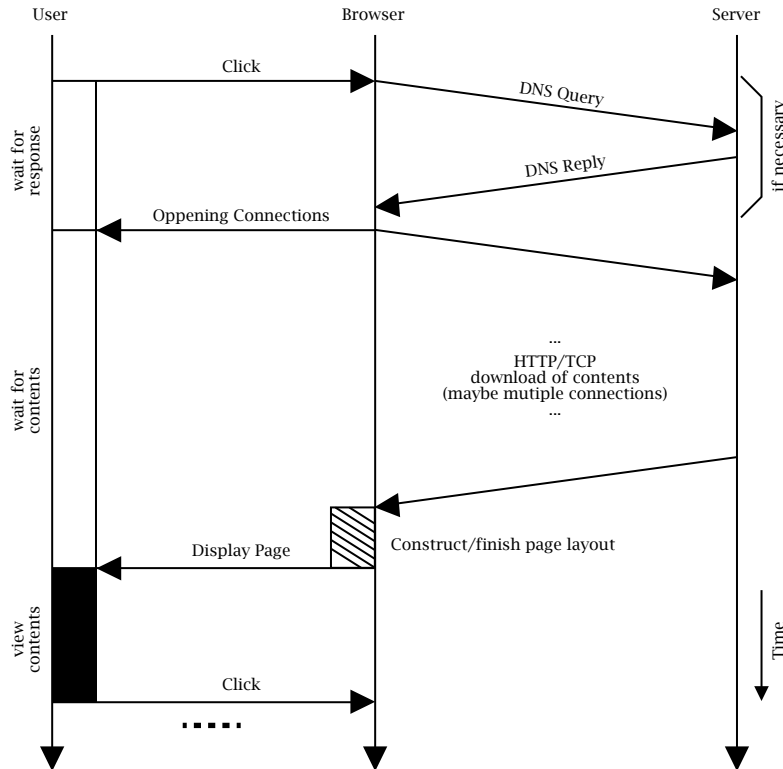 User
Browser
Server
Click
DNS Query
wait for
response
if necessary
DNS Reply
Oppening Connections
...
HTTP/TCP
download of contents
(maybe mutiple connections)
...
wait for
contents
Construct/finish page layout
Display Page
view
contents
Time
Click